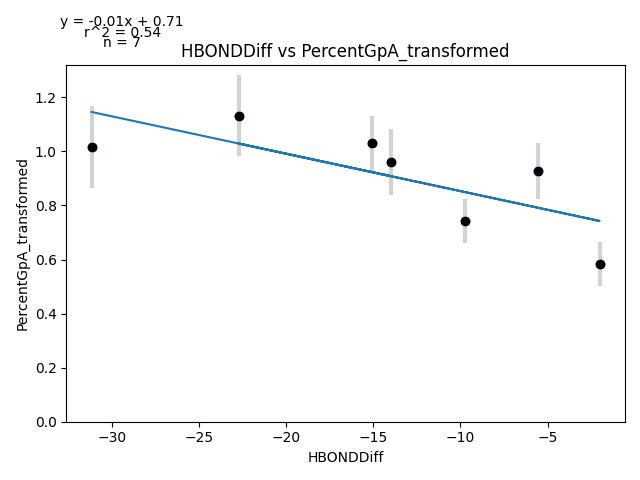 y = -0.01x + 0.71
r^2 = 0.54
n = 7
HBONDDiff vs PercentGpA_transformed
PercentGpA_transformed
1.2
1.0
0.8
0.6
0.4
0.2
0.0
−30 −25 −20 −15 −10 −5
HBONDDiff